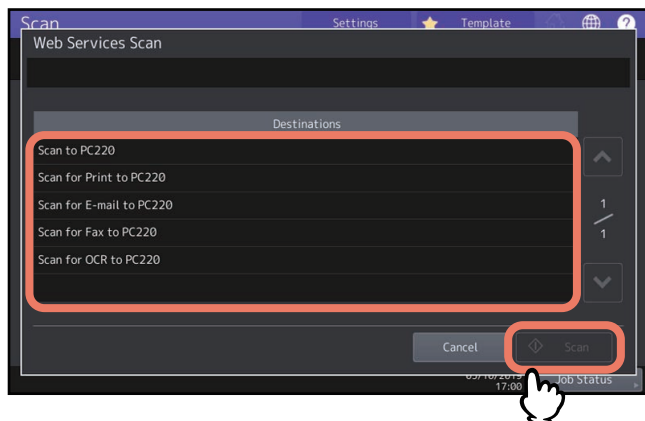 Scan Settings Template ?
Web Services Scan
Destinations
Scan to PC220
Scan for Print to PC220
Scan for E-mail to PC220
Scan for Fax to PC220
Scan for OCR to PC220
1
1
Cancel Scan
Job Status
17:00